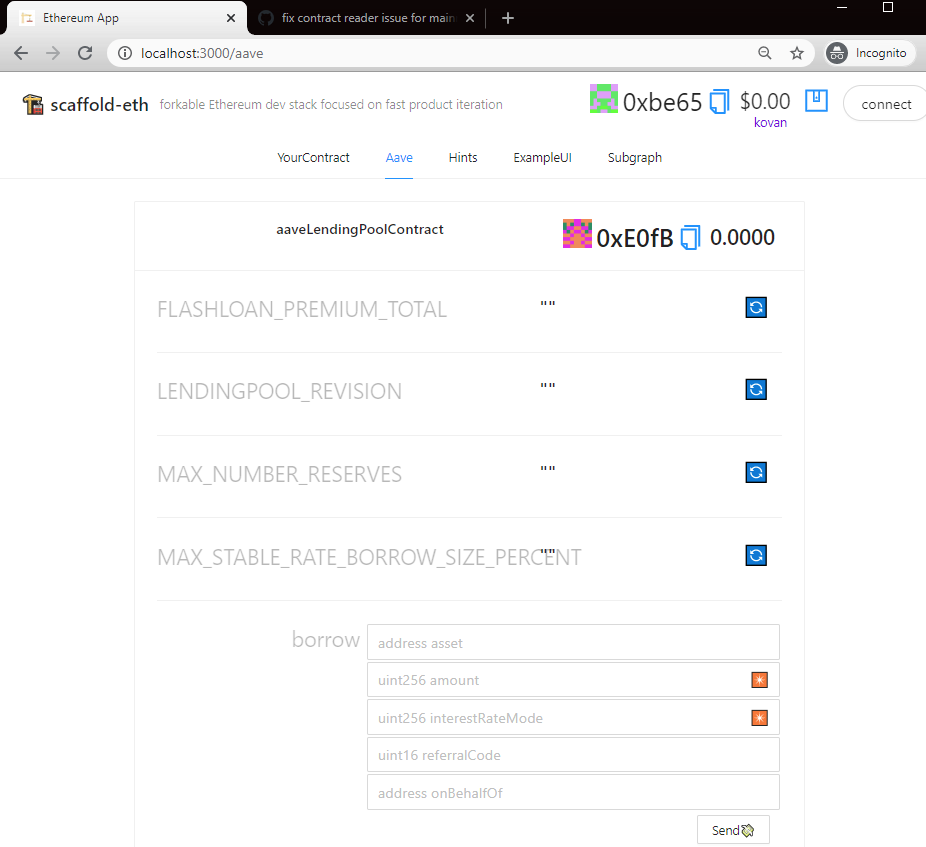 Ethereum App
fix contract reader issue for main
localhost:3000/aave
Incognito
scaffold-eth forkable Ethereum dev stack focused on fast product iteration
0xbe65 $0.00
kovan
connect
YourContract Aave Hints ExampleUI Subgraph
aaveLendingPoolContract
0xE0fB 0.0000
FLASHLOAN_PREMIUM_TOTAL ""
LENDINGPOOL_REVISION ""
MAX_NUMBER_RESERVES ""
MAX_STABLE_RATE_BORROW_SIZE_PERCENT ""
borrow
address asset
uint256 amount
uint256 interestRateMode
uint16 referralCode
address onBehalfOf
Send